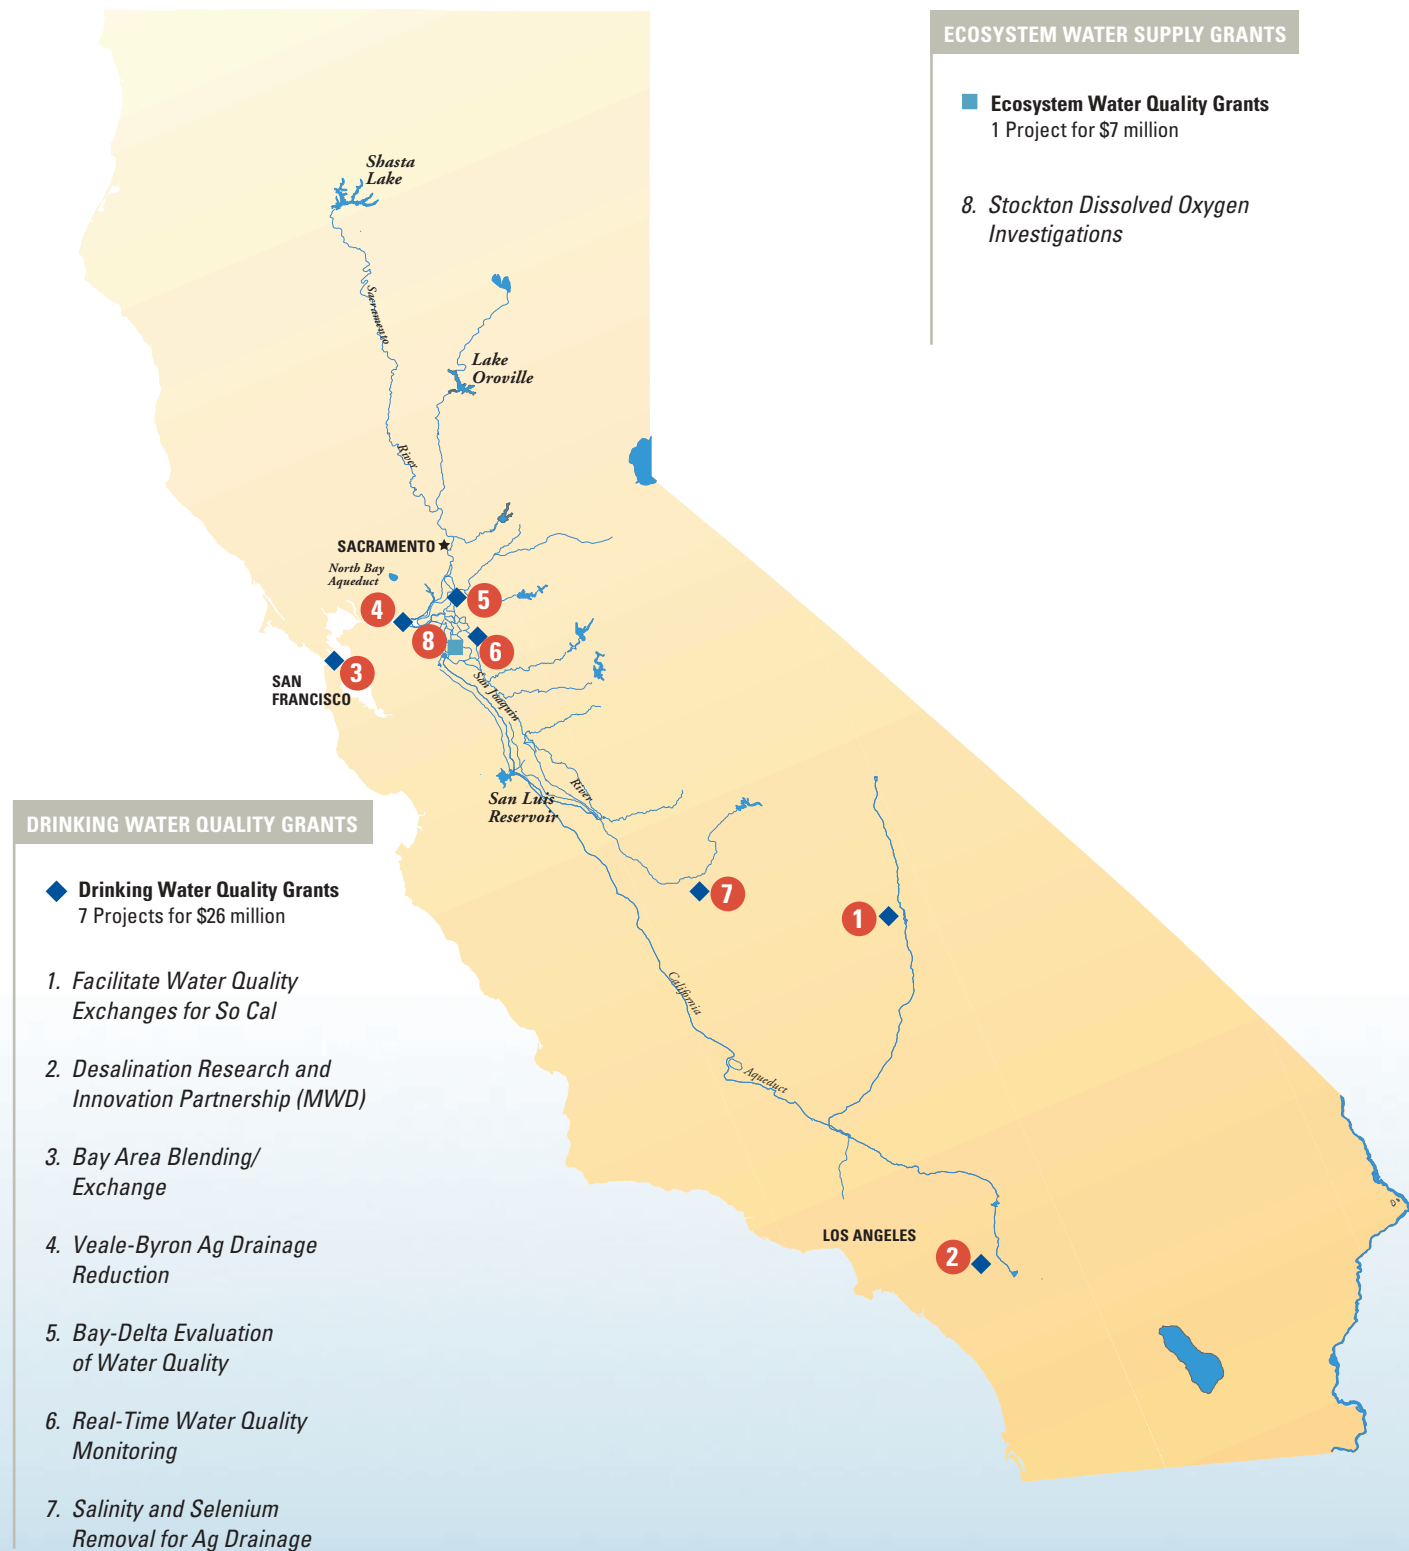 ECOSYSTEM WATER SUPPLY GRANTS
Ecosystem Water Quality Grants
1 Project for $7 million
8. Stockton Dissolved Oxygen
Investigations
Shasta
Lake
Sacramento
River
Lake
Oroville
SACRAMENTO
North Bay
Aqueduct
4
5
8
6
3
SAN
FRANCISCO
San Joaquin
River
San Luis
Reservoir
7
1
California
Aqueduct
LOS ANGELES
2
DRINKING WATER QUALITY GRANTS
Drinking Water Quality Grants
7 Projects for $26 million
1. Facilitate Water Quality
Exchanges for So Cal
2. Desalination Research and
Innovation Partnership (MWD)
3. Bay Area Blending/
Exchange
4. Veale-Byron Ag Drainage
Reduction
5. Bay-Delta Evaluation
of Water Quality
6. Real-Time Water Quality
Monitoring
7. Salinity and Selenium
Removal for Ag Drainage